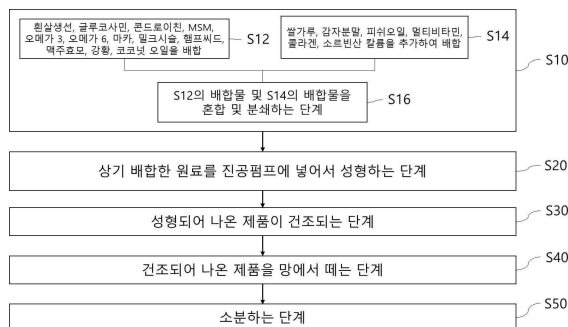 흰살생선, 글루코사민, 콘드로이친, MSM,
오메가 3, 오메가 6, 마카, 밀크시슬, 햄프씨드,
맥주효모, 강황, 코코넛 오일을 배합
S12
쌀가루, 감자분말, 피쉬오일, 멀티비타민,
콜라겐, 소르빈산 칼륨을 추가하여 배합
S14
S10
S12의 배합물 및 S14의 배합물을
혼합 및 분쇄하는 단계
S16
상기 배합한 원료를 진공펌프에 넣어서 성형하는 단계
S20
성형되어 나온 제품이 건조되는 단계
S30
건조되어 나온 제품을 망에서 떼는 단계
S40
소분하는 단계
S50